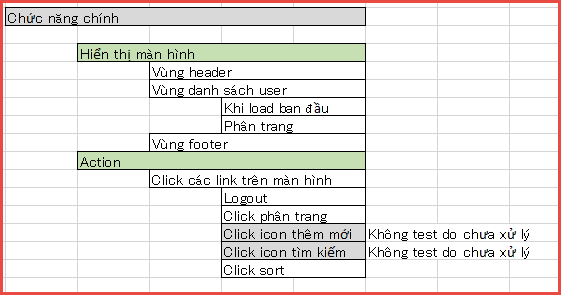 Chức năng chính
Hiển thị màn hình
Vùng header
Vùng danh sách user
Khi load ban đầu
Phân trang
Vùng footer
Action
Click các link trên màn hình
Logout
Click phân trang
Click icon thêm mới Không test do chưa xử lý
Click icon tìm kiếm Không test do chưa xử lý
Click sort